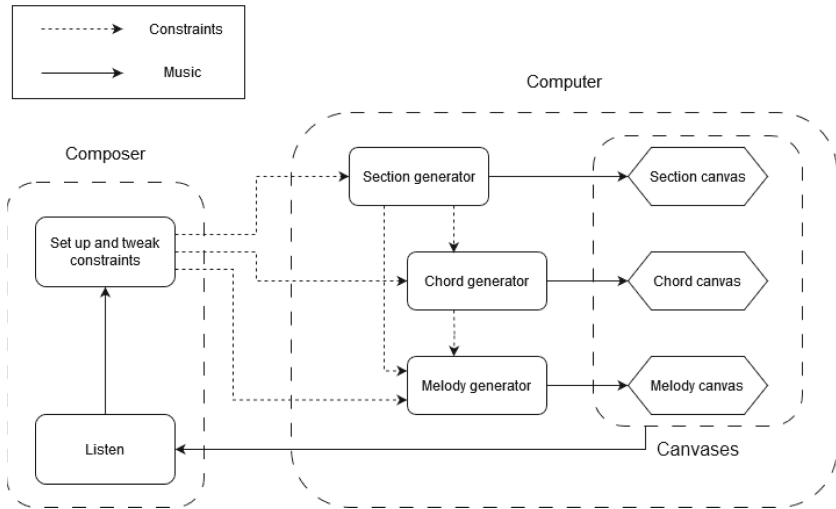 Constraints
Music
Computer
Composer
Section generator
Section canvas
Set up and tweak
constraints
Chord generator
Chord canvas
Melody generator
Melody canvas
Listen
Canvases